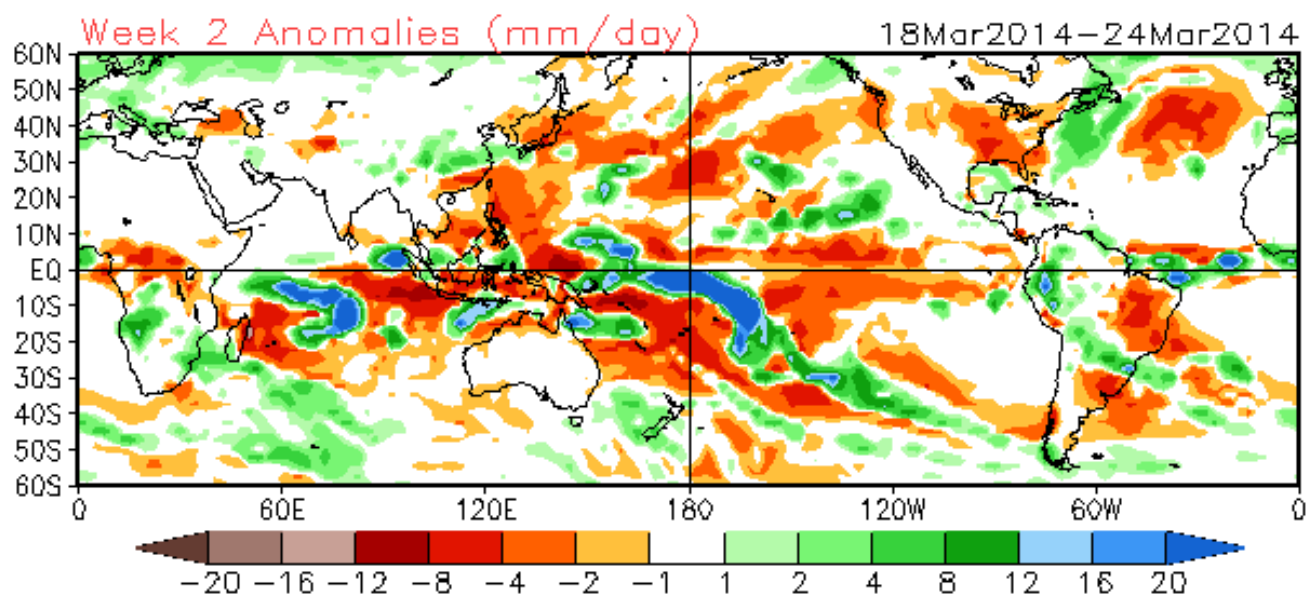 Week 2 Anomalies (mm/day) 18Mar2014-24Mar2014
60N
50N
40N
30N
20N
10N
EQ
10S
20S
30S
40S
50S
60S
0 60E 120E 180 120W 60W 0
-20 -16 -12 -8 -4 -2 -1 1 2 4 8 12 16 20